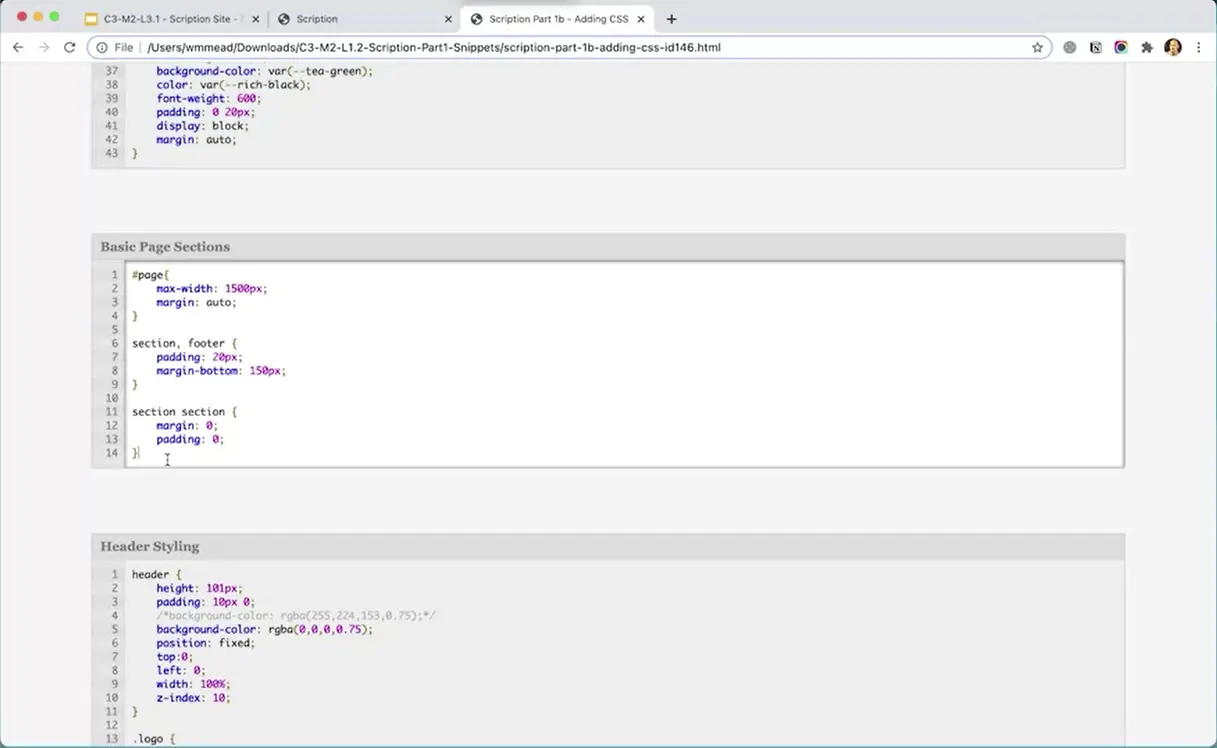 C3-M2-L3.1 - Scription Site -
Scription
Scription Part 1b - Adding CSS
File
/Users/wmmead/Downloads/C3-M2-L1.2-Scription-Part1-Snippets/scription-part-1b-adding-css-id146.html
37 background-color: var(--tea-green);
38 color: var(--rich-black);
39 font-weight: 600;
40 padding: 0 20px;
41 display: block;
42 margin: auto;
43 }
Basic Page Sections
1 #page{
2 max-width: 1500px;
3 margin: auto;
4 }
5
6 section, footer {
7 padding: 20px;
8 margin-bottom: 150px;
9 }
10
11 section section {
12 margin: 0;
13 padding: 0;
14 }
Header Styling
1 header {
2 height: 101px;
3 padding: 10px 0;
4 /*background-color: rgba(255,224,153,0.75);*/
5 background-color: rgba(0,0,0,0.75);
6 position: fixed;
7 top:0;
8 left: 0;
9 width: 100%;
10 z-index: 10;
11 }
12
13 .logo {